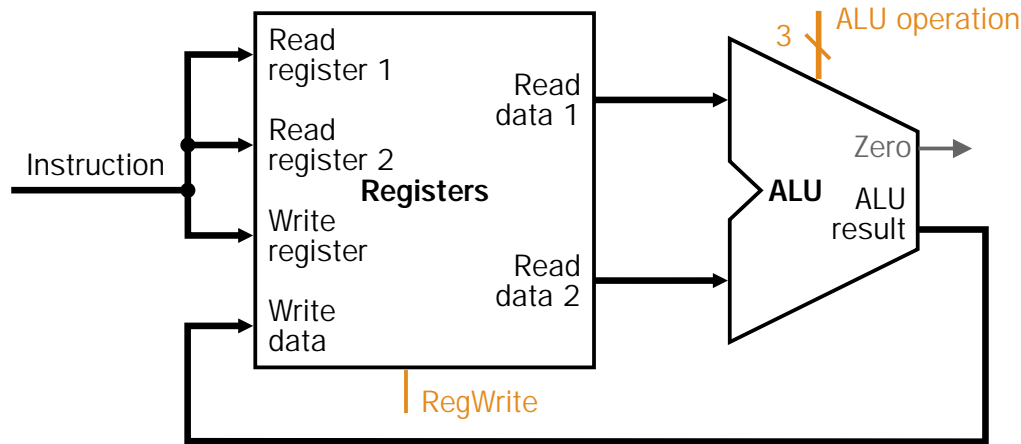 ALU operation
3
Read
register 1
Read
data 1
Read
register 2
Zero
Instruction
Registers
ALU
ALU
result
Write
register
Read
data 2
Write
data
RegWrite